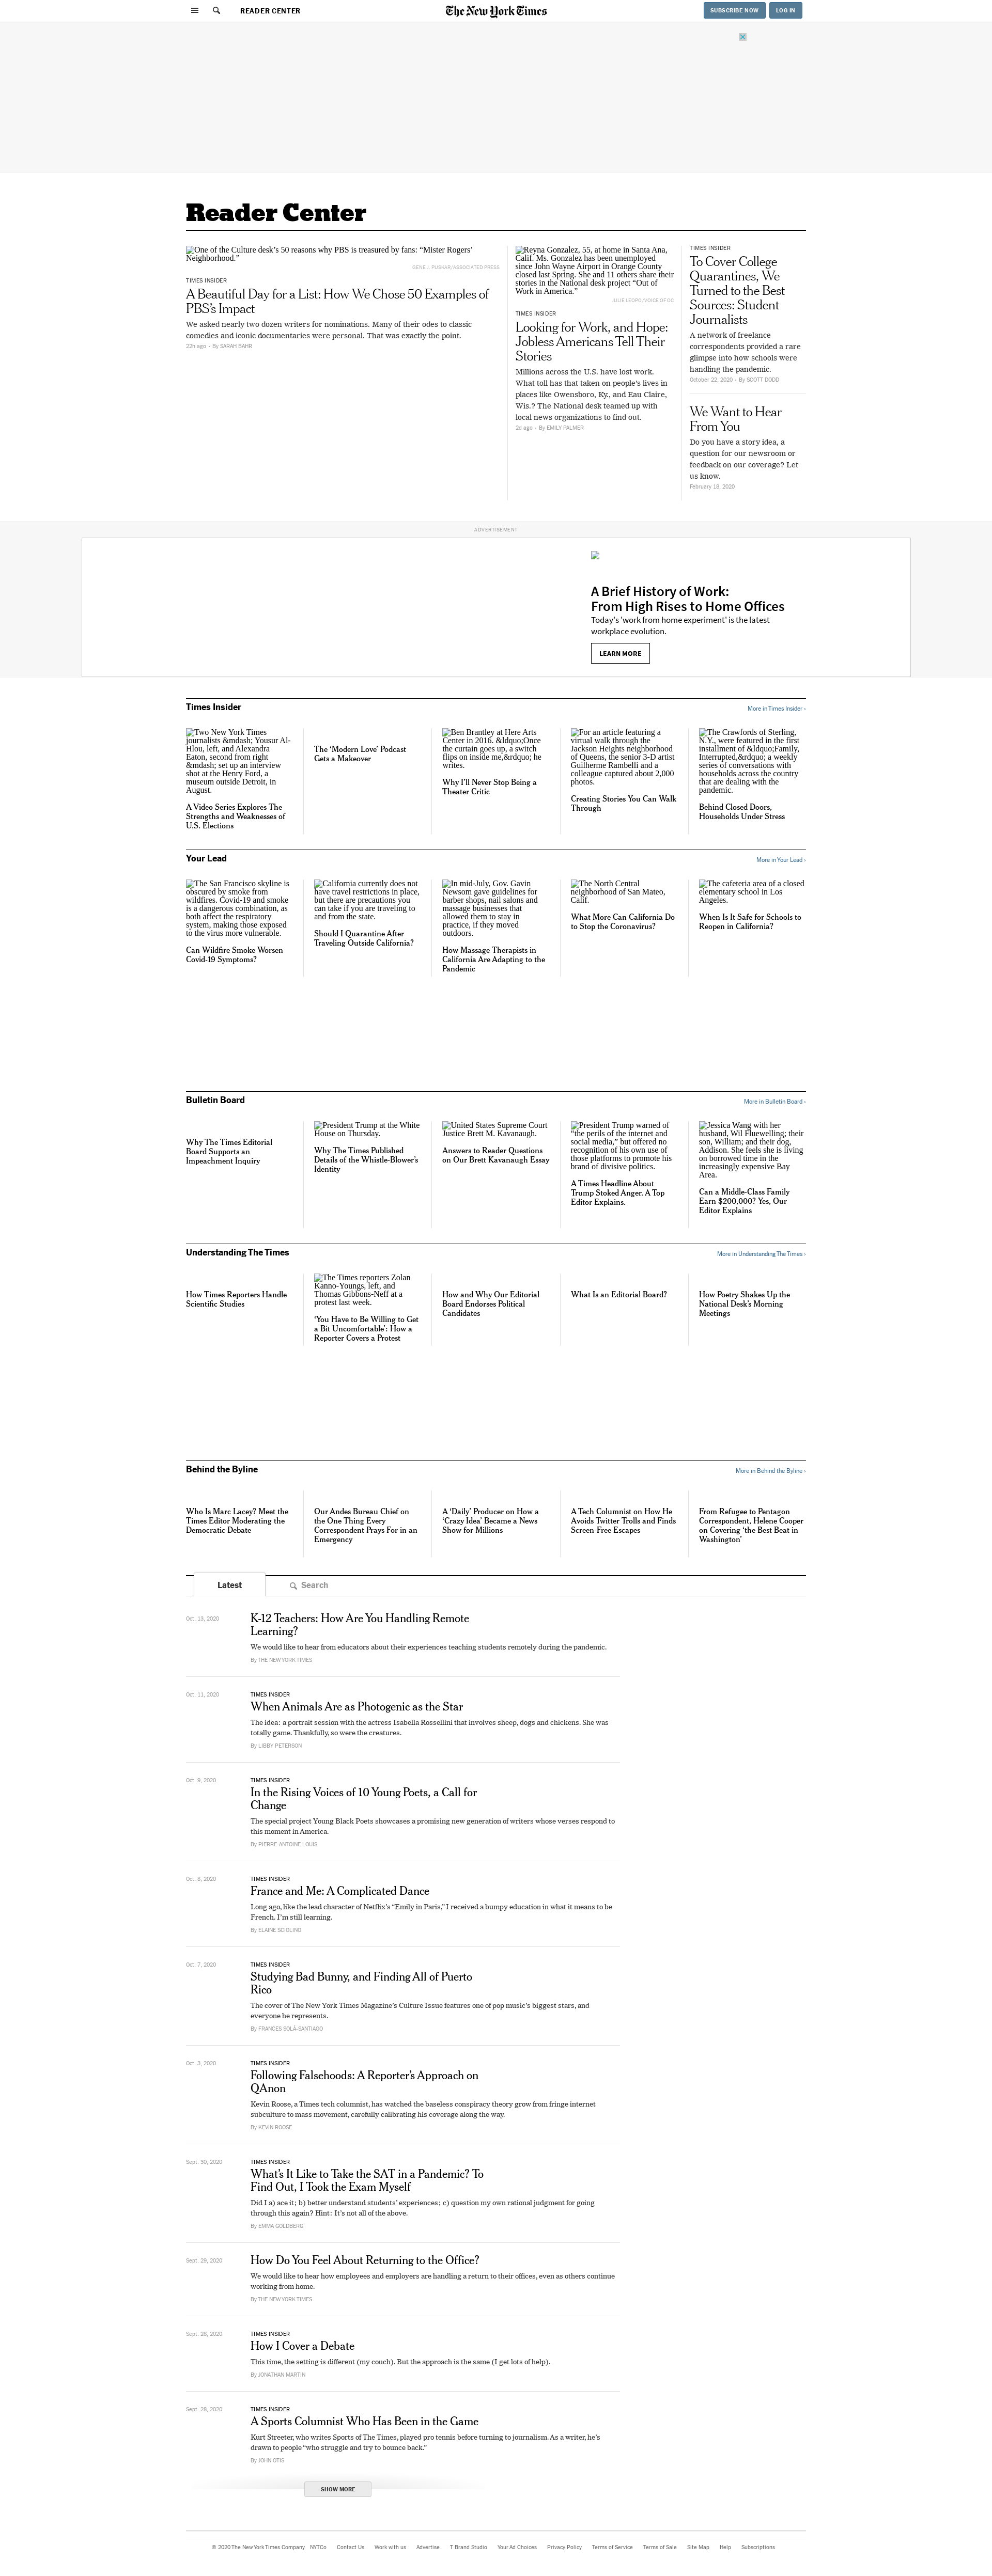 READER CENTER
The New York Times
SUBSCRIBE NOW
LOG IN
Reader Center
One of the Culture desk's 50 reasons why PBS is treasured by fans: “Mister Rogers’
Neighborhood.”
GENE J. PUSKAR/ASSOCIATED PRESS
TIMES INSIDER
A Beautiful Day for a List: How We Chose 50 Examples of
PBS’s Impact
We asked nearly two dozen writers for nominations. Many of their odes to classic
comedies and iconic documentaries were personal. That was exactly the point.
22h ago - By SARAH BAHR
Reyna Gonzalez, 55, at home in Santa Ana,
Calif. Ms. Gonzalez has been unemployed
since John Wayne Airport in Orange County
closed last Spring. She and 11 others share their
stories in the National desk project “Out of
Work in America.”
JULIE LEOPO/VOICE OF OC
TIMES INSIDER
Looking for Work, and Hope:
Jobless Americans Tell Their
Stories
Millions across the U.S. have lost work.
What toll has that taken on people's lives in
places like Owensboro, Ky., and Eau Claire,
Wis.? The National desk teamed up with
local news organizations to find out.
2d ago - By EMILY PALMER
TIMES INSIDER
To Cover College
Quarantines, We
Turned to the Best
Sources: Student
Journalists
A network of freelance
correspondents provided a rare
glimpse into how schools were
handling the pandemic.
October 22, 2020 - By SCOTT DODD
We Want to Hear
From You
Do you have a story idea, a
question for our newsroom or
feedback on our coverage? Let
us know.
February 18, 2020
ADVERTISEMENT
A Brief History of Work:
From High Rises to Home Offices
Today's 'work from home experiment' is the latest
workplace evolution.
LEARN MORE
Times Insider
More in Times Insider ›
Two New York Times
journalists &mdash; Yousur Al-
Hlou, left, and Alexandra
Eaton, second from right
&mdash; set up an interview
shot at the Henry Ford, a
museum outside Detroit, in
August.
A Video Series Explores The
Strengths and Weaknesses of
U.S. Elections
The ‘Modern Love’ Podcast
Gets a Makeover
Ben Brantley at Here Arts
Center in 2016. &ldquo;Once
the curtain goes up, a switch
flips on inside me,&rdquo; he
writes.
Why I’ll Never Stop Being a
Theater Critic
For an article featuring a
virtual walk through the
Jackson Heights neighborhood
of Queens, the senior 3-D artist
Guilherme Rambelli and a
colleague captured about 2,000
photos.
Creating Stories You Can Walk
Through
The Crawfords of Sterling,
N.Y., were featured in the first
installment of &ldquo;Family,
Interrupted,&rdquo; a weekly
series of conversations with
households across the country
that are dealing with the
pandemic.
Behind Closed Doors,
Households Under Stress
Your Lead
More in Your Lead ›
The San Francisco skyline is
obscured by smoke from
wildfires. Covid-19 and smoke
is a dangerous combination, as
both affect the respiratory
system, making those exposed
to the virus more vulnerable.
Can Wildfire Smoke Worsen
Covid-19 Symptoms?
California currently does not
have travel restrictions in place,
but there are precautions you
can take if you are traveling to
and from the state.
Should I Quarantine After
Traveling Outside California?
In mid-July, Gov. Gavin
Newsom gave guidelines for
barber shops, nail salons and
massage businesses that
allowed them to stay in
practice, if they moved
outdoors.
How Massage Therapists in
California Are Adapting to the
Pandemic
The North Central
neighborhood of San Mateo,
Calif.
What More Can California Do
to Stop the Coronavirus?
The cafeteria area of a closed
elementary school in Los
Angeles.
When Is It Safe for Schools to
Reopen in California?
Bulletin Board
More in Bulletin Board ›
Why The Times Editorial
Board Supports an
Impeachment Inquiry
President Trump at the White
House on Thursday.
Why The Times Published
Details of the Whistle-Blower’s
Identity
United States Supreme Court
Justice Brett M. Kavanaugh.
Answers to Reader Questions
on Our Brett Kavanaugh Essay
President Trump warned of
“the perils of the internet and
social media,” but offered no
recognition of his own use of
those platforms to promote his
brand of divisive politics.
A Times Headline About
Trump Stoked Anger. A Top
Editor Explains.
Jessica Wang with her
husband, Wil Fluewelling; their
son, William; and their dog,
Addison. She feels she is living
on borrowed time in the
increasingly expensive Bay
Area.
Can a Middle-Class Family
Earn $200,000? Yes, Our
Editor Explains
Understanding The Times
More in Understanding The Times ›
How Times Reporters Handle
Scientific Studies
The Times reporters Zolan
Kanno-Youngs, left, and
Thomas Gibbons-Neff at a
protest last week.
‘You Have to Be Willing to Get
a Bit Uncomfortable’: How a
Reporter Covers a Protest
How and Why Our Editorial
Board Endorses Political
Candidates
What Is an Editorial Board?
How Poetry Shakes Up the
National Desk’s Morning
Meetings
Behind the Byline
More in Behind the Byline ›
Who Is Marc Lacey? Meet the
Times Editor Moderating the
Democratic Debate
Our Andes Bureau Chief on
the One Thing Every
Correspondent Prays For in an
Emergency
A ‘Daily’ Producer on How a
‘Crazy Idea’ Became a News
Show for Millions
A Tech Columnist on How He
Avoids Twitter Trolls and Finds
Screen-Free Escapes
From Refugee to Pentagon
Correspondent, Helene Cooper
on Covering ‘the Best Beat in
Washington’
Latest
Search
Oct. 13, 2020
K-12 Teachers: How Are You Handling Remote
Learning?
We would like to hear from educators about their experiences teaching students remotely during the pandemic.
By THE NEW YORK TIMES
Oct. 11, 2020
TIMES INSIDER
When Animals Are as Photogenic as the Star
The idea: a portrait session with the actress Isabella Rossellini that involves sheep, dogs and chickens. She was
totally game. Thankfully, so were the creatures.
By LIBBY PETERSON
Oct. 9, 2020
TIMES INSIDER
In the Rising Voices of 10 Young Poets, a Call for
Change
The special project Young Black Poets showcases a promising new generation of writers whose verses respond to
this moment in America.
By PIERRE-ANTOINE LOUIS
Oct. 8, 2020
TIMES INSIDER
France and Me: A Complicated Dance
Long ago, like the lead character of Netflix’s “Emily in Paris,” I received a bumpy education in what it means to be
French. I’m still learning.
By ELAINE SCIOLINO
Oct. 7, 2020
TIMES INSIDER
Studying Bad Bunny, and Finding All of Puerto
Rico
The cover of The New York Times Magazine’s Culture Issue features one of pop music’s biggest stars, and
everyone he represents.
By FRANCES SOLÁ-SANTIAGO
Oct. 3, 2020
TIMES INSIDER
Following Falsehoods: A Reporter’s Approach on
QAnon
Kevin Roose, a Times tech columnist, has watched the baseless conspiracy theory grow from fringe internet
subculture to mass movement, carefully calibrating his coverage along the way.
By KEVIN ROOSE
Sept. 30, 2020
TIMES INSIDER
What’s It Like to Take the SAT in a Pandemic? To
Find Out, I Took the Exam Myself
Did I a) ace it; b) better understand students’ experiences; c) question my own rational judgment for going
through this again? Hint: It’s not all of the above.
By EMMA GOLDBERG
Sept. 29, 2020
How Do You Feel About Returning to the Office?
We would like to hear how employees and employers are handling a return to their offices, even as others continue
working from home.
By THE NEW YORK TIMES
Sept. 28, 2020
TIMES INSIDER
How I Cover a Debate
This time, the setting is different (my couch). But the approach is the same (I get lots of help).
By JONATHAN MARTIN
Sept. 28, 2020
TIMES INSIDER
A Sports Columnist Who Has Been in the Game
Kurt Streeter, who writes Sports of The Times, played pro tennis before turning to journalism. As a writer, he’s
drawn to people “who struggle and try to bounce back.”
By JOHN OTIS
SHOW MORE
© 2020 The New York Times Company NYTCo Contact Us Work with us Advertise T Brand Studio Your Ad Choices Privacy Policy Terms of Service Terms of Sale Site Map Help Subscriptions